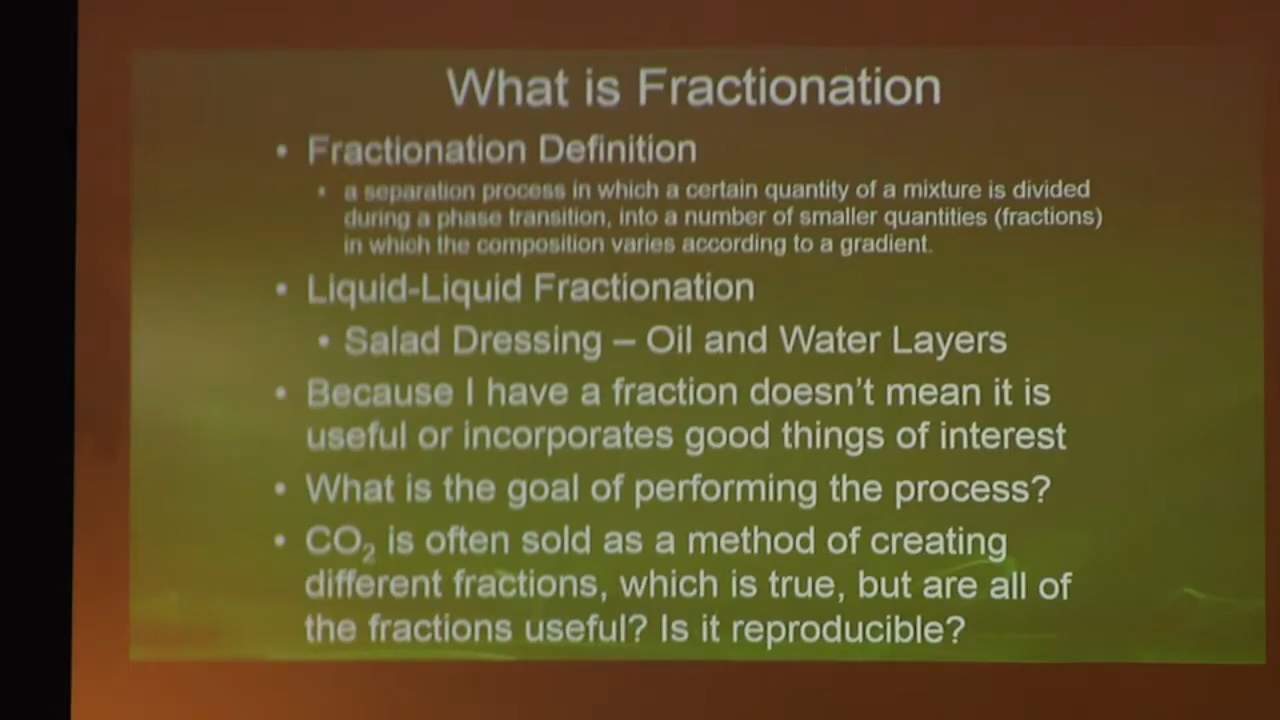 What is Fractionation
• Fractionation Definition
• a separation process in which a certain quantity of a mixture is divided
during a phase transition, into a number of smaller quantities (fractions)
in which the composition varies according to a gradient.
• Liquid-Liquid Fractionation
• Salad Dressing – Oil and Water Layers
• Because I have a fraction doesn't mean it is
useful or incorporates good things of interest
• What is the goal of performing the process?
• CO₂ is often sold as a method of creating
different fractions, which is true, but are all of
the fractions useful? Is it reproducible?